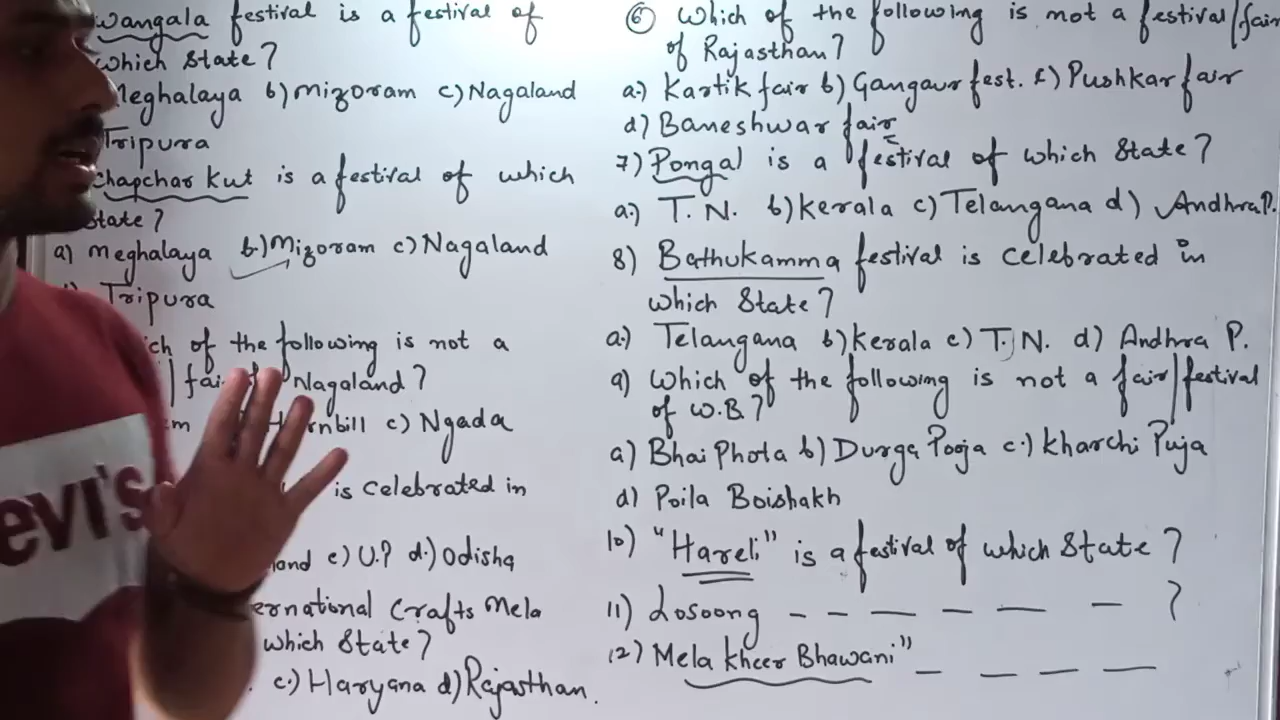 Wangala festival is a festival of
which State?
Meghalaya b) Mizoram c) Nagaland
Tripura
Chapchar Kut is a festival of which
State?
a) Meghalaya b) Mizoram c) Nagaland
Tripura
of the following is not a
Nagaland?
c) Ngada
is celebrated in
c) U.P d.) Odisha
Crafts Mela
which State?
c.) Haryana d) Rajasthan.
evi's
6 Which of the following is not a festival/fair
of Rajasthan?
a.) Kartik fair b) Gangaur fest. c) Pushkar fair
d) Baneshwar fair
7) Pongal is a festival of which State?
a.) T.N. b) Kerala c) Telangana d) Andhra P.
8) Bathukamma festival is celebrated in
which State?
a.) Telangana b) Kerala c) T.N. d) Andhra P.
9) Which of the following is not a fair/festival
of W.B?
a) Bhai Phota b) Durga Pooja c.) Kharchi Puja
d) Poila Boishakh
10) "Hareli" is a festival of which State?
11) Losoong _ _ _ _ _ _ ?
12) Mela Kheer Bhawani" _ _ _ _